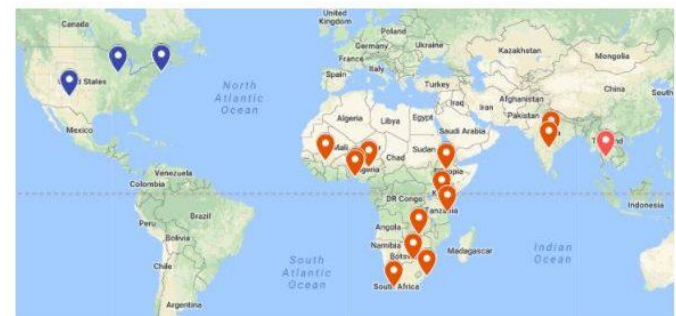 Canada
United
Kingdom
Poland
Germany
Ukraine
Kazakhstan
Mongolia
France
Italy
Spain
Turkey
North
Atlantic
Ocean
States
China
South
Afghanistan
Iraq
Iran
Pakistan
Algeria
Libya
Egypt
Saudi Arabia
Mexico
Mali
Chad
Sudan
Venezuela
Colombia
DR Congo
Tanzania
Indonesia
Brazil
Peru
Angola
Bolivia
Namibia
Madagascar
Indian
Ocean
South
Atlantic
Ocean
Chile
South Africa
Argentina